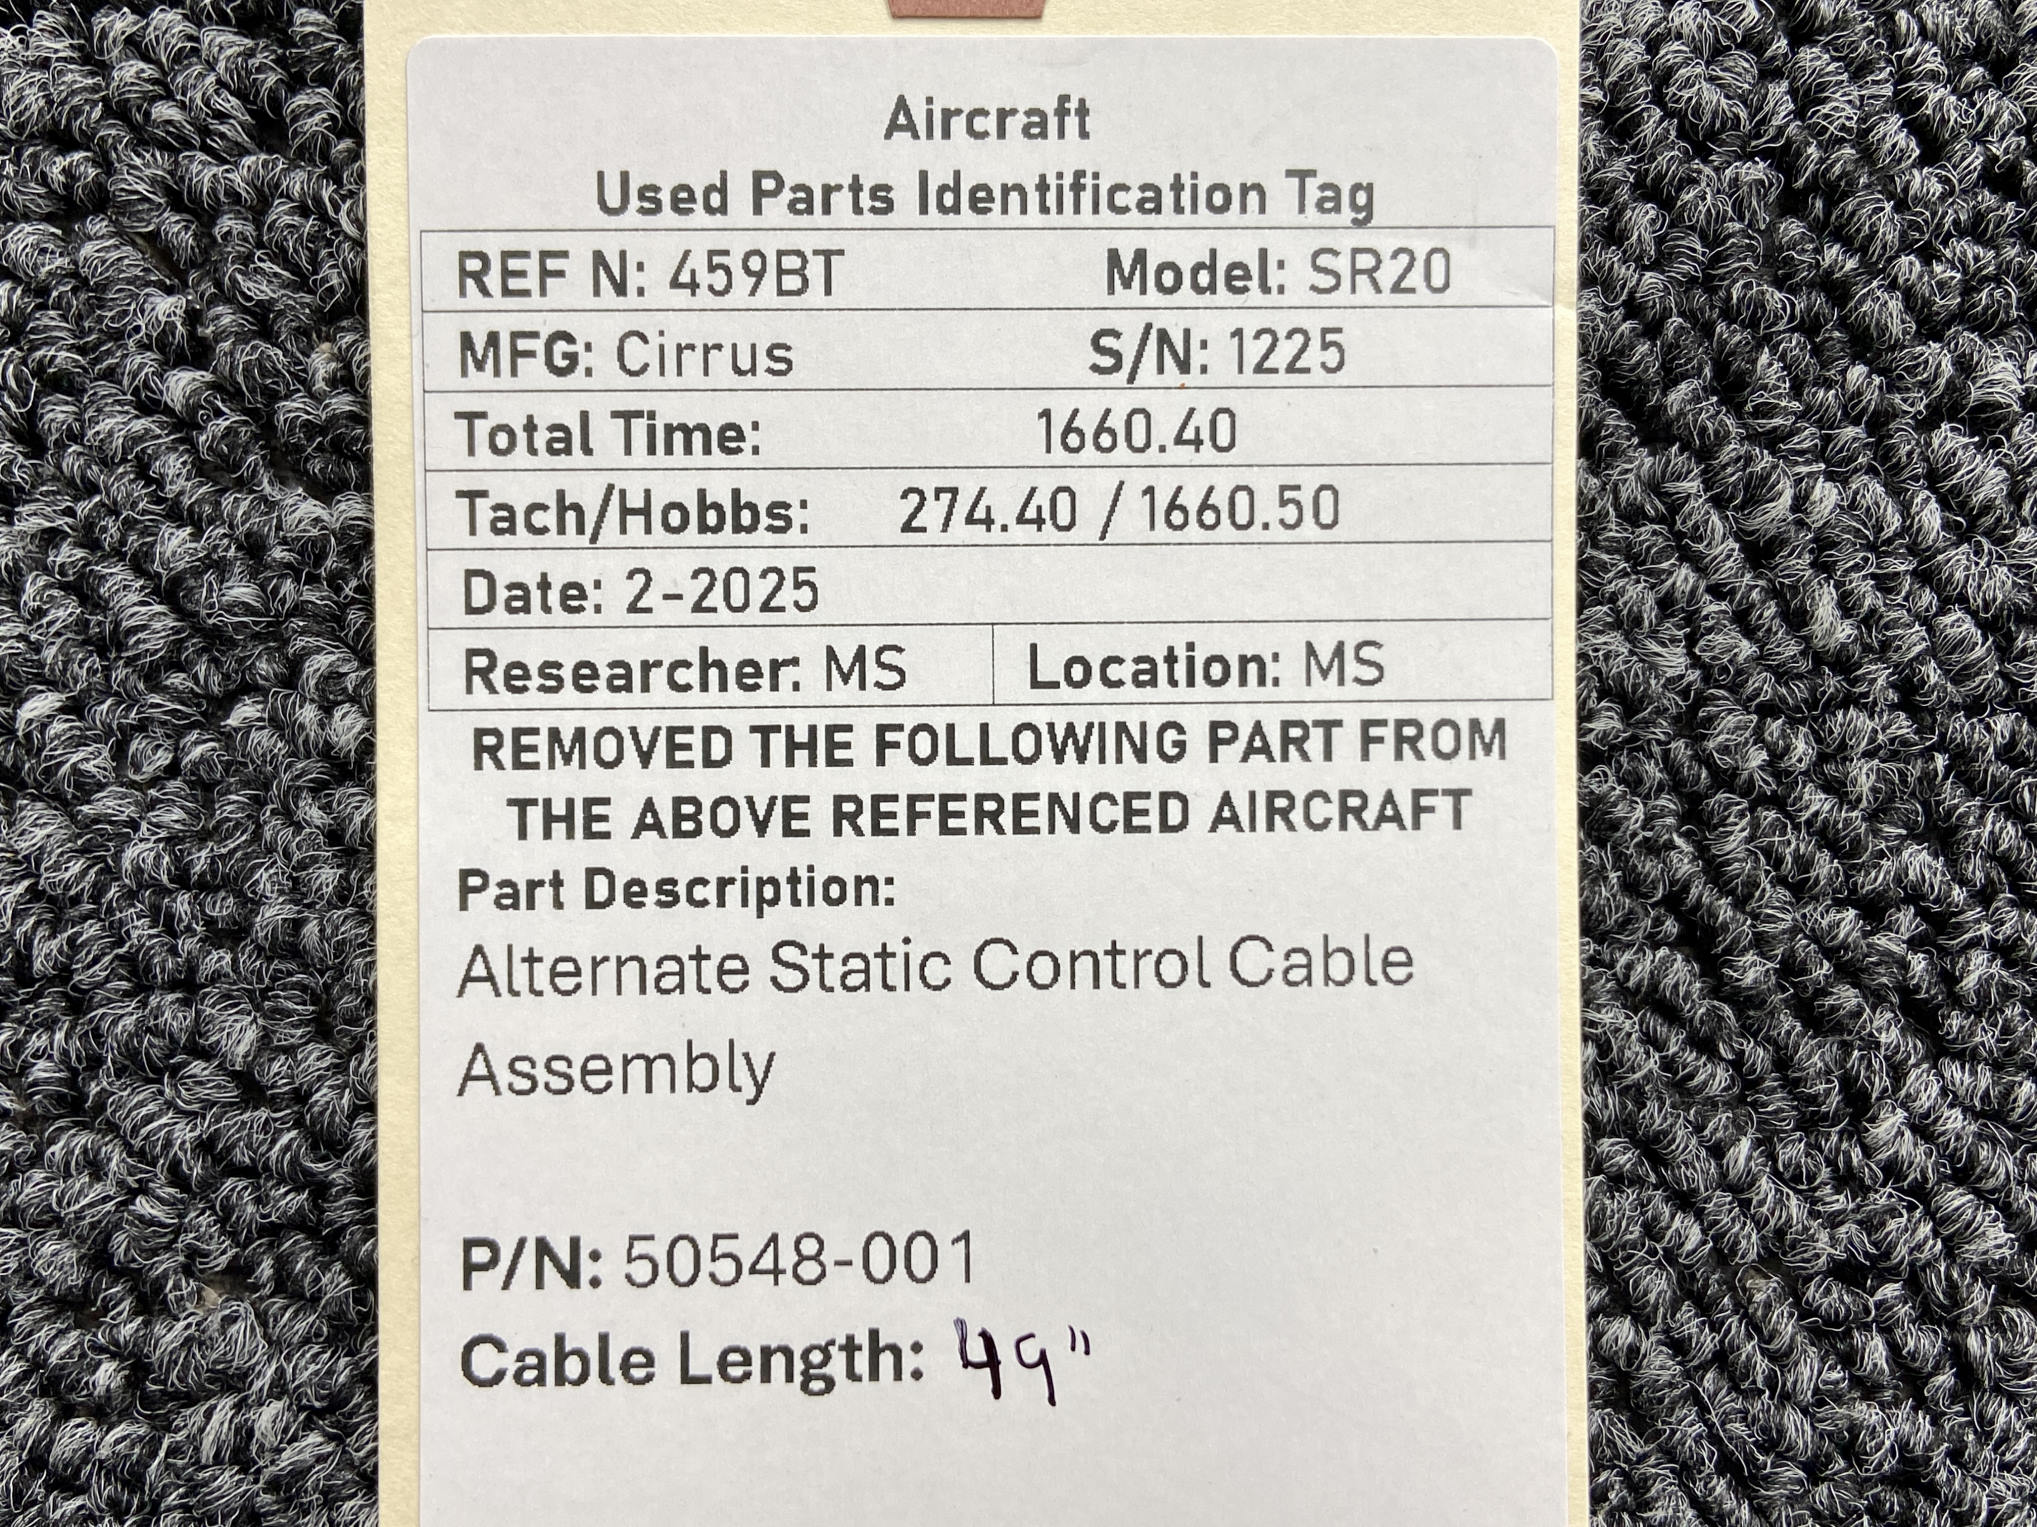 Aircraft
Used Parts Identification Tag
REF N: 459BT Model: SR20
MFG: Cirrus S/N: 1225
Total Time: 1660.40
Tach/Hobbs: 274.40 / 1660.50
Date: 2-2025
Researcher: MS Location: MS
REMOVED THE FOLLOWING PART FROM
THE ABOVE REFERENCED AIRCRAFT
Part Description:
Alternate Static Control Cable
Assembly
P/N: 50548-001
Cable Length: 49"